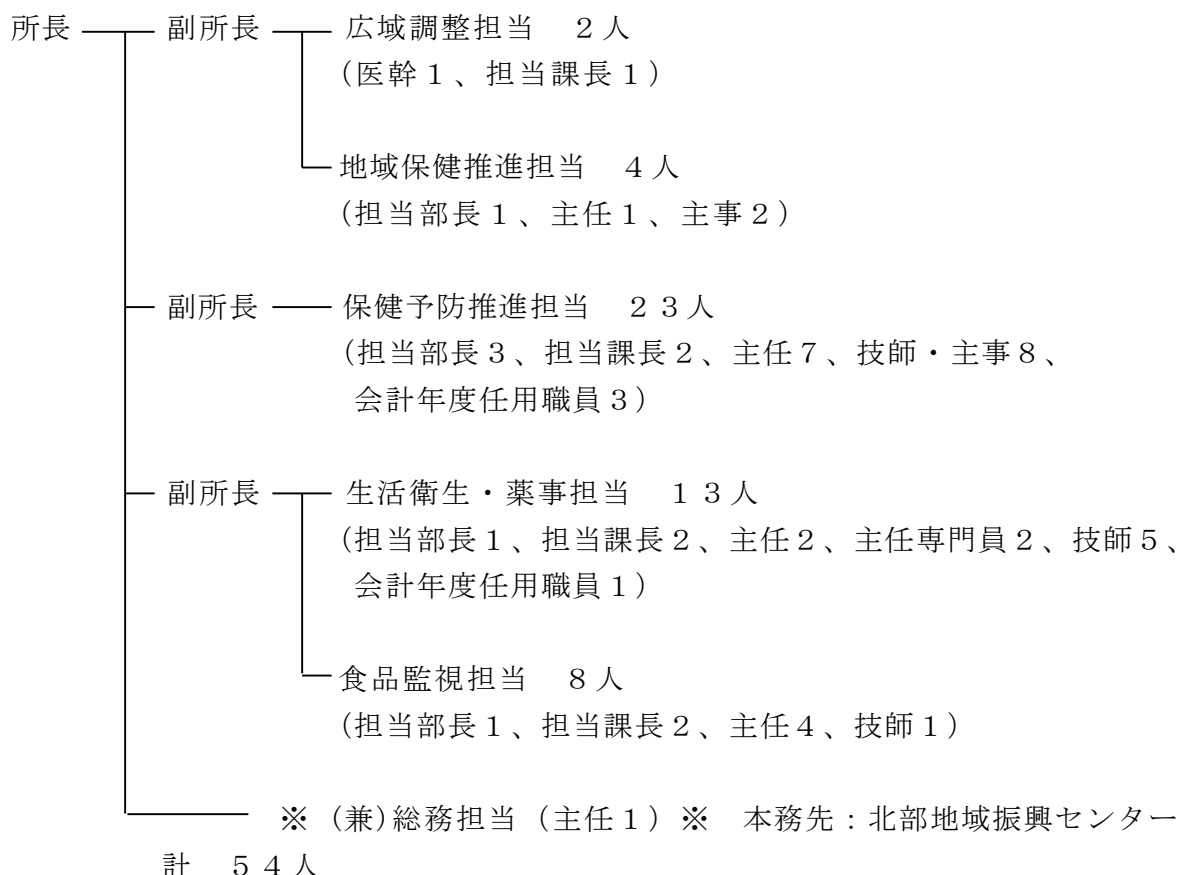 所長 副所長 広域調整担当 ２人
（医幹１、担当課長１）
地域保健推進担当 ４人
（担当部長１、主任１、主事２）
副所長 保健予防推進担当 ２３人
（担当部長３、担当課長２、主任７、技師・主事８、
会計年度任用職員３）
副所長 生活衛生・薬事担当 １３人
（担当部長１、担当課長２、主任２、主任専門員２、技師５、
会計年度任用職員１）
食品監視担当 ８人
（担当部長１、担当課長２、主任４、技師１）
※ (兼)総務担当（主任１）※ 本務先：北部地域振興センター
計 ５４人